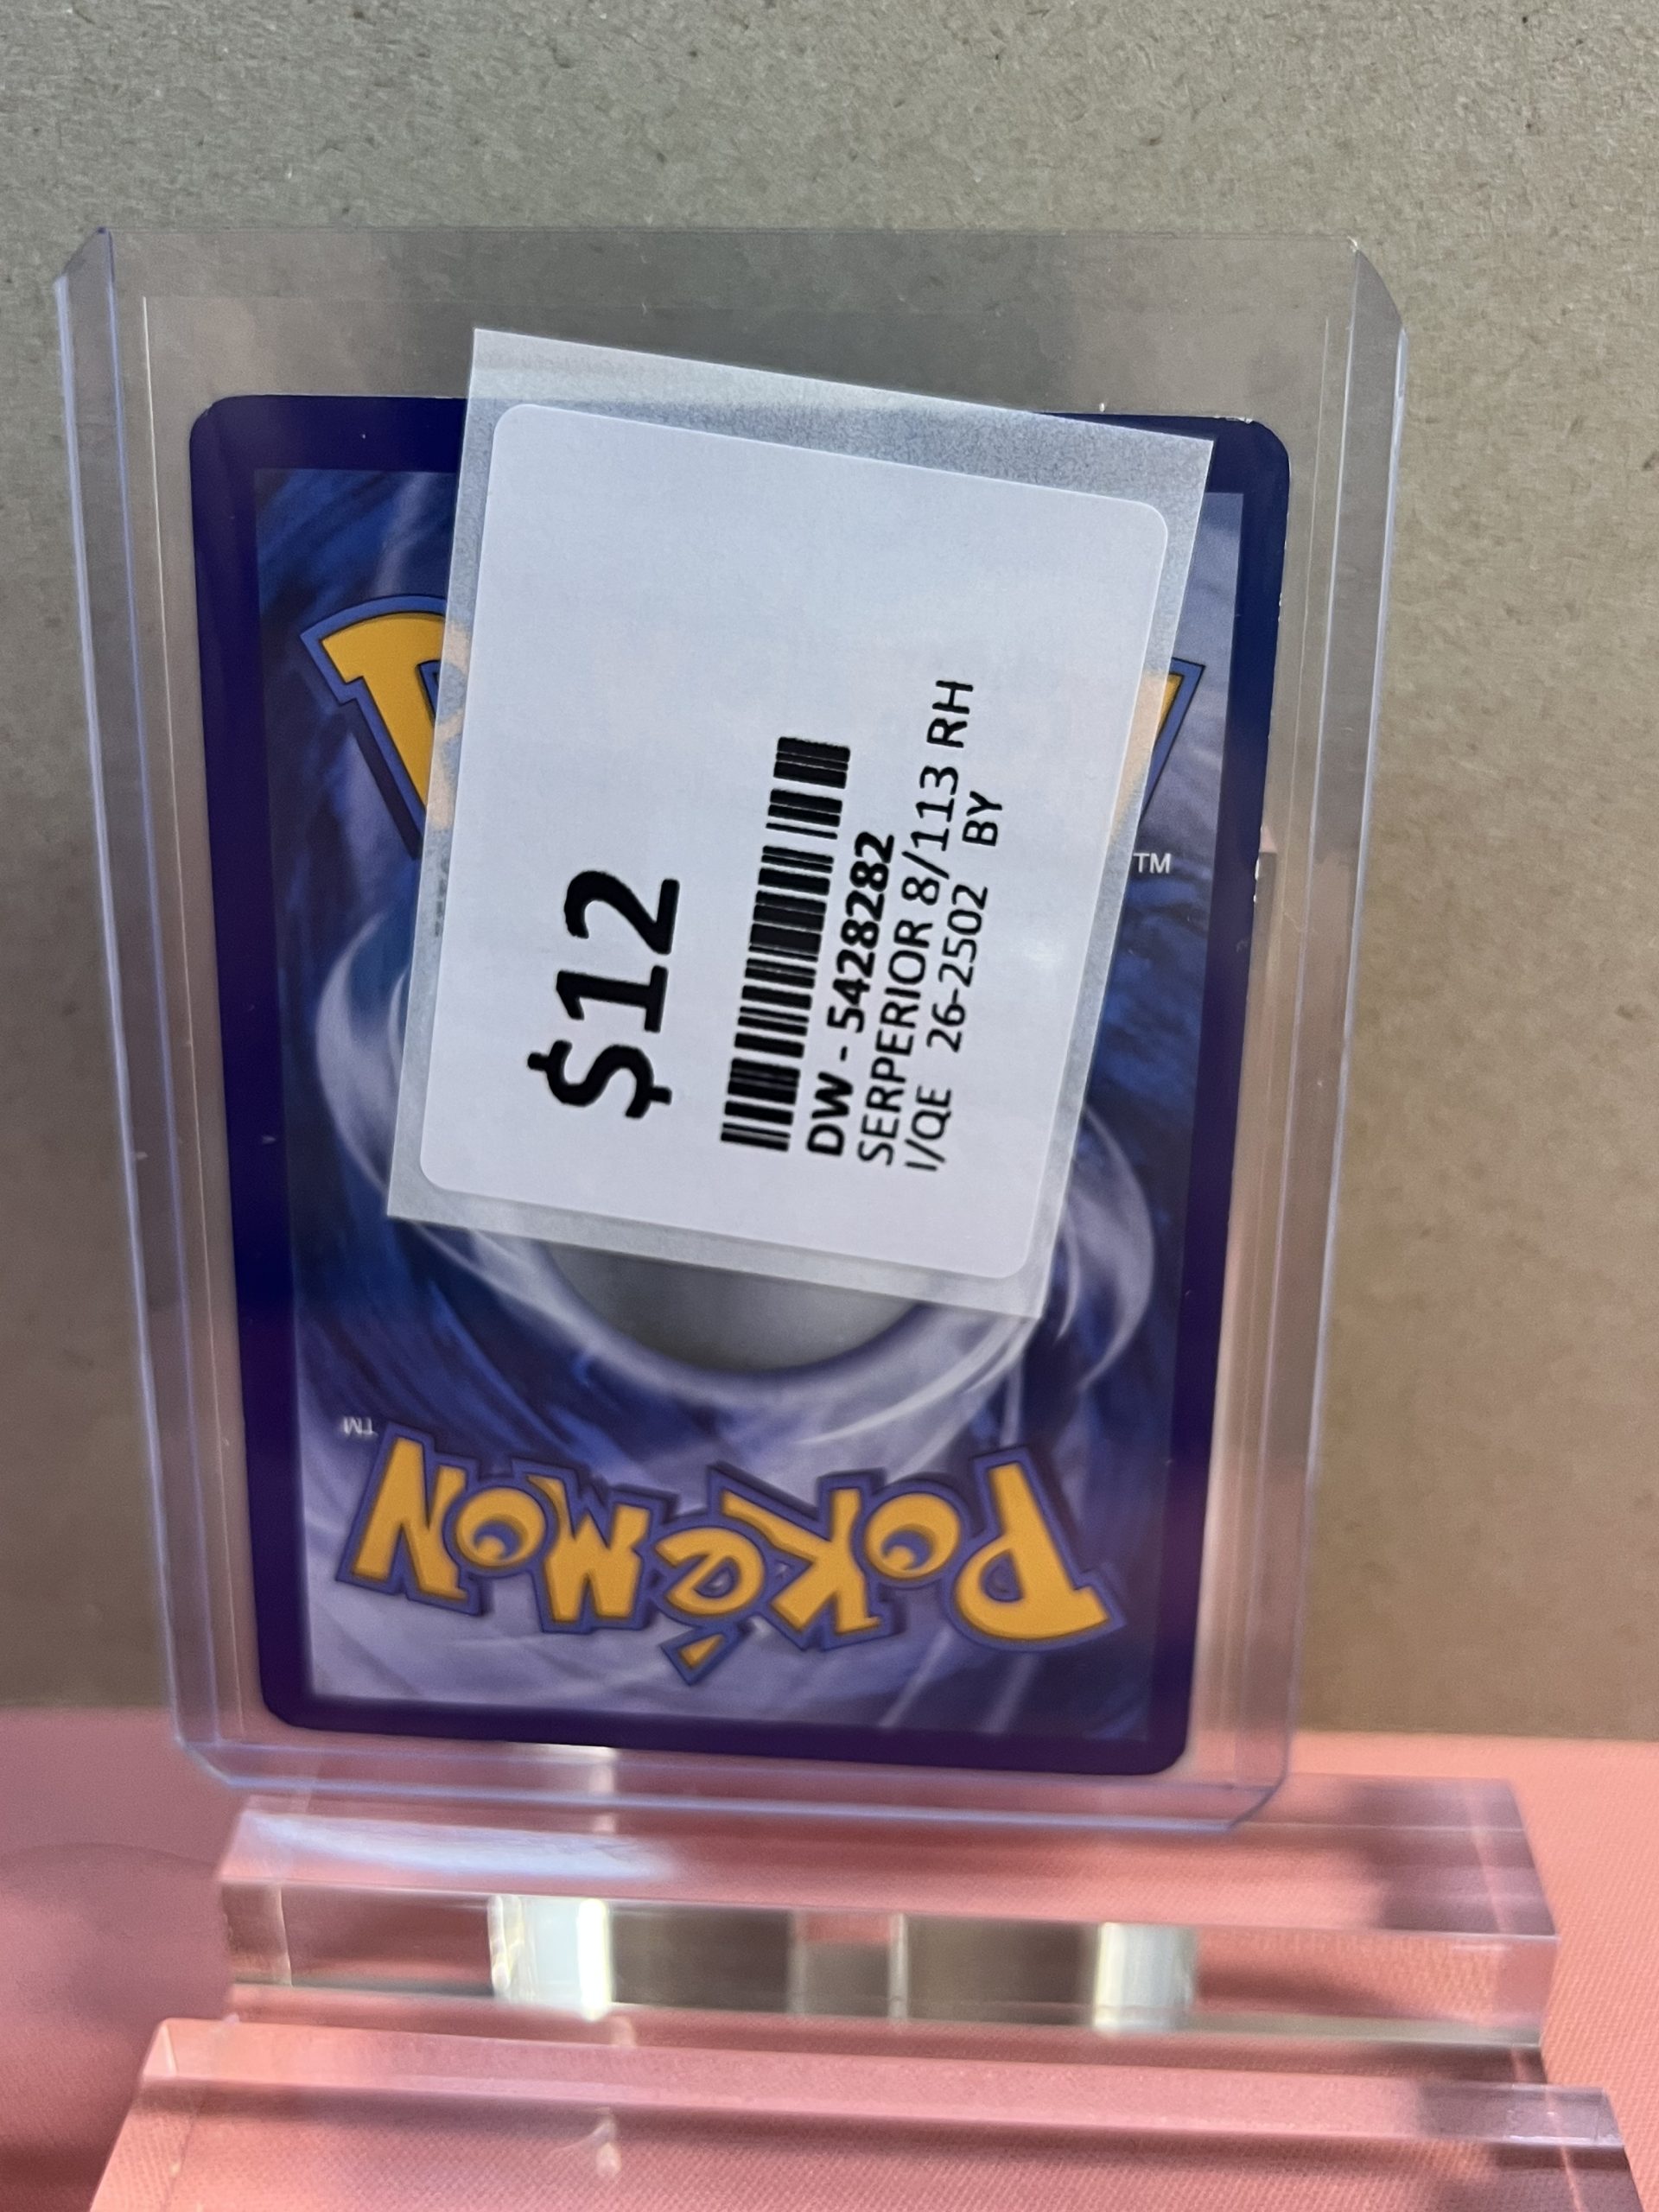 $12
DW - 5428282
SERPERIOR 8/113 RH
I/QE 26-2502 BY
TM
POKéMON
TM